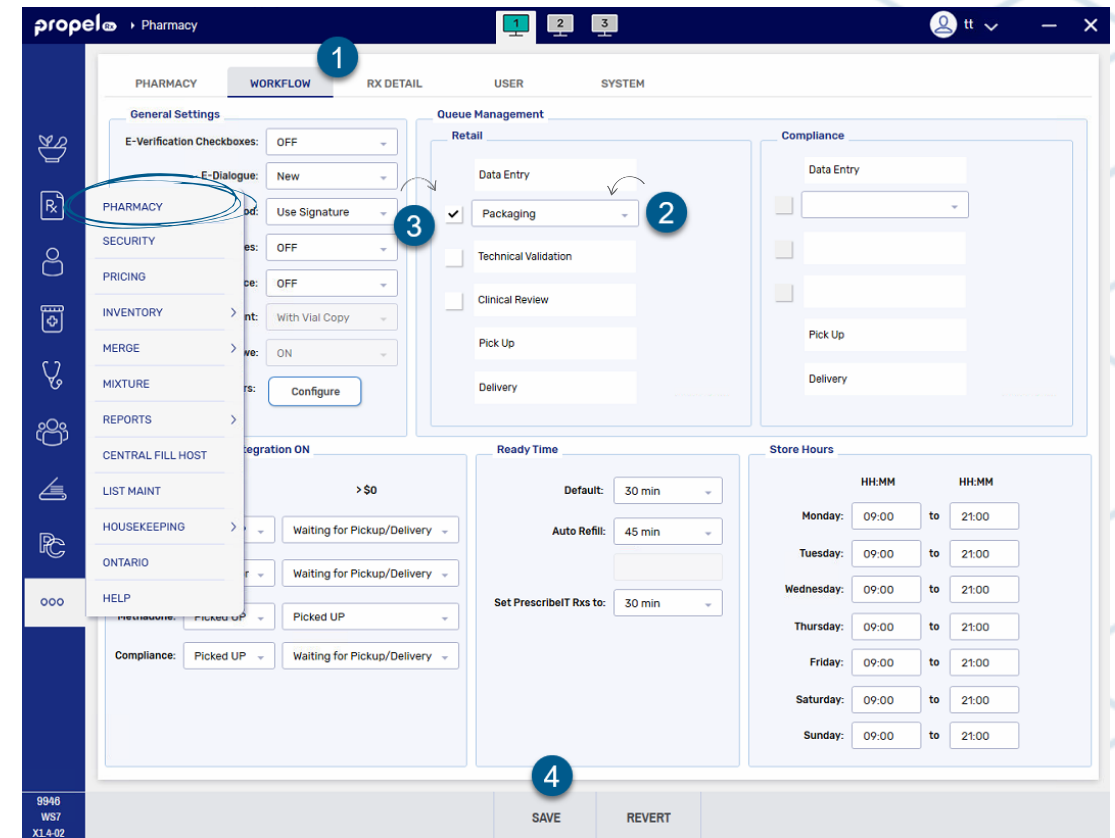 propel Rx Pharmacy 1 2 3 tt
1
PHARMACY WORKFLOW RX DETAIL USER SYSTEM
General Settings
E-Verification Checkboxes: OFF
E-Dialogue: New
od: Use Signature
es: OFF
ce: OFF
nt: With Vial Copy
we: ON
rs: Configure
PHARMACY
SECURITY
PRICING
INVENTORY
MERGE
MIXTURE
REPORTS
CENTRAL FILL HOST
LIST MAINT
HOUSEKEEPING
ONTARIO
HELP
Queue Management
Retail
Data Entry
3 Packaging 2
Technical Validation
Clinical Review
Pick Up
Delivery
Compliance
Data Entry
Pick Up
Delivery
tegration ON
> $0
Waiting for Pickup/Delivery
r Waiting for Pickup/Delivery
Methadone: Picked UP Picked UP
Compliance: Picked UP Waiting for Pickup/Delivery
Ready Time
Default: 30 min
Auto Refill: 45 min
Set PrescribeIT Rxs to: 30 min
Store Hours
HH:MM HH:MM
Monday: 09:00 to 21:00
Tuesday: 09:00 to 21:00
Wednesday: 09:00 to 21:00
Thursday: 09:00 to 21:00
Friday: 09:00 to 21:00
Saturday: 09:00 to 21:00
Sunday: 09:00 to 21:00
4
SAVE REVERT
9946
WS7
X1.4-02